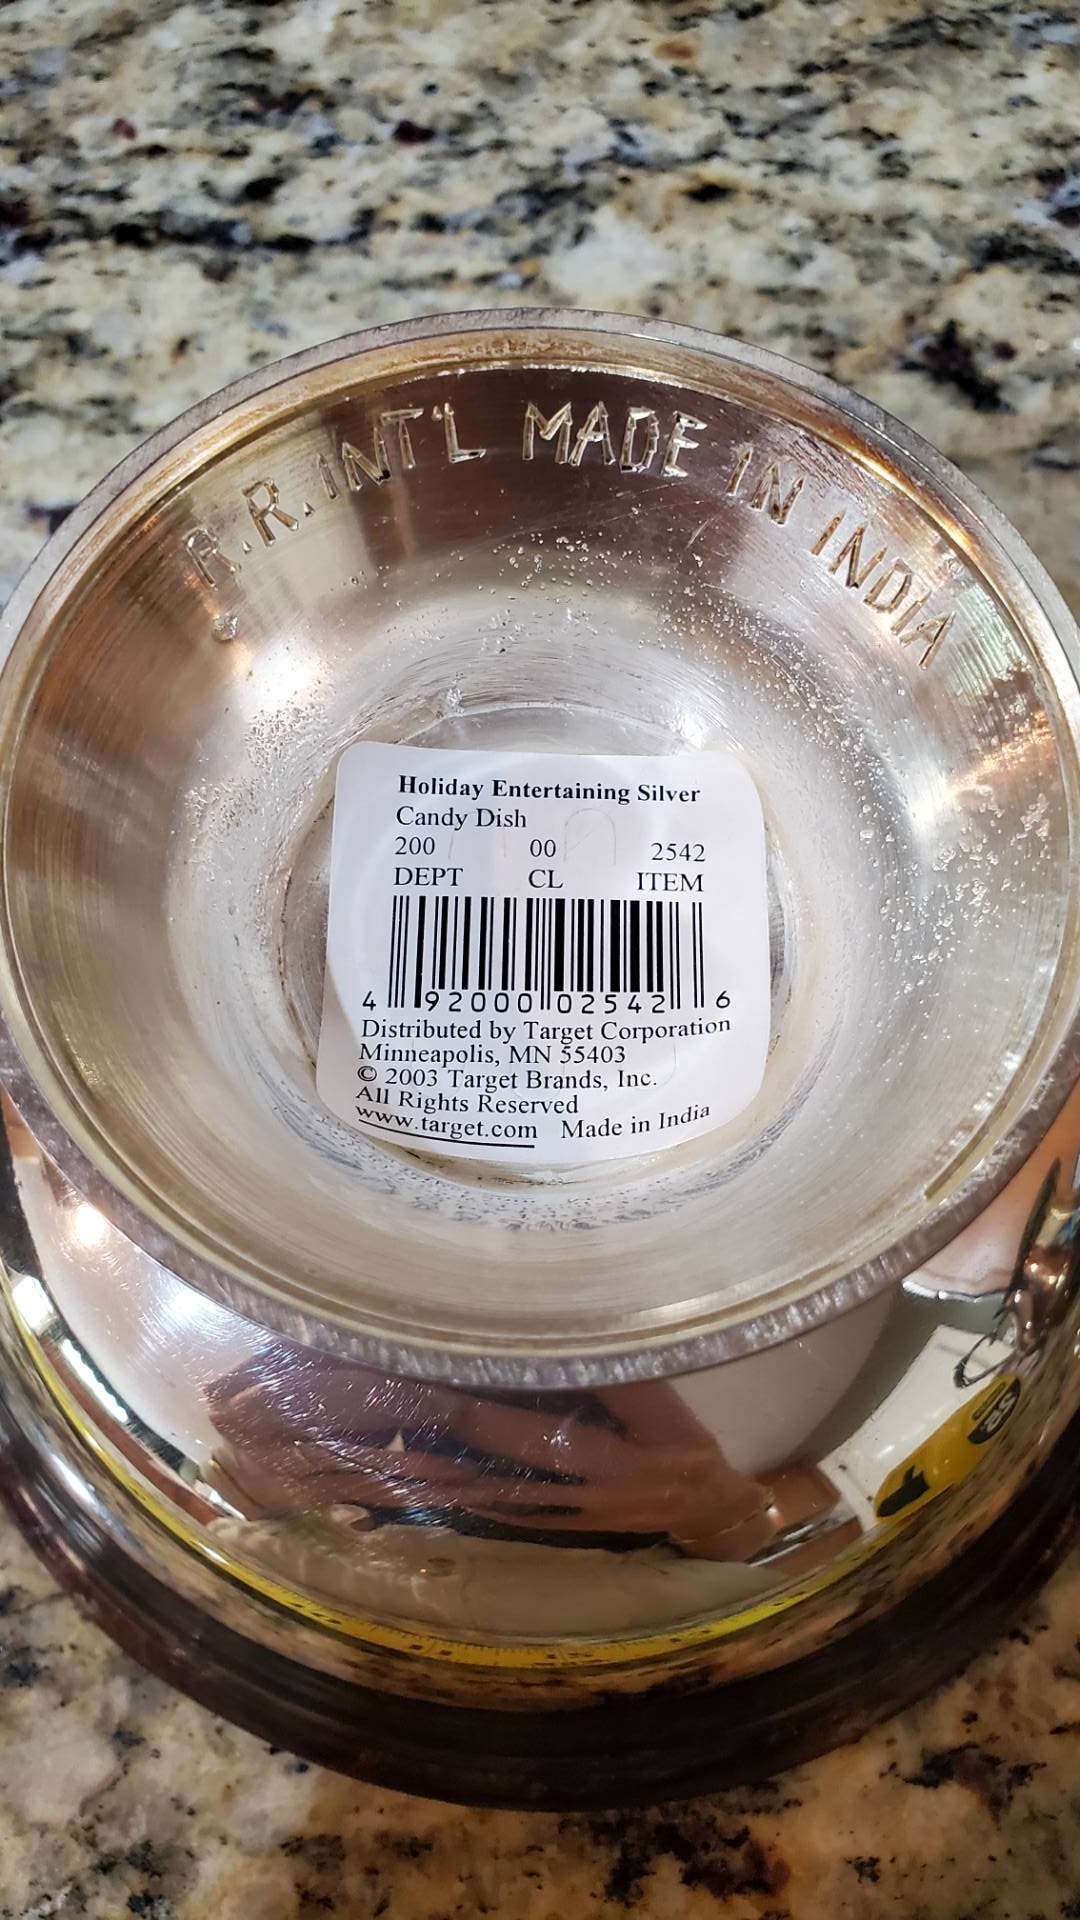 R.R. INT'L MADE IN INDIA
Holiday Entertaining Silver
Candy Dish
200 00 2542
DEPT CL ITEM
4 92000 02542 6
Distributed by Target Corporation
Minneapolis, MN 55403
© 2003 Target Brands, Inc.
All Rights Reserved
www.target.com Made in India